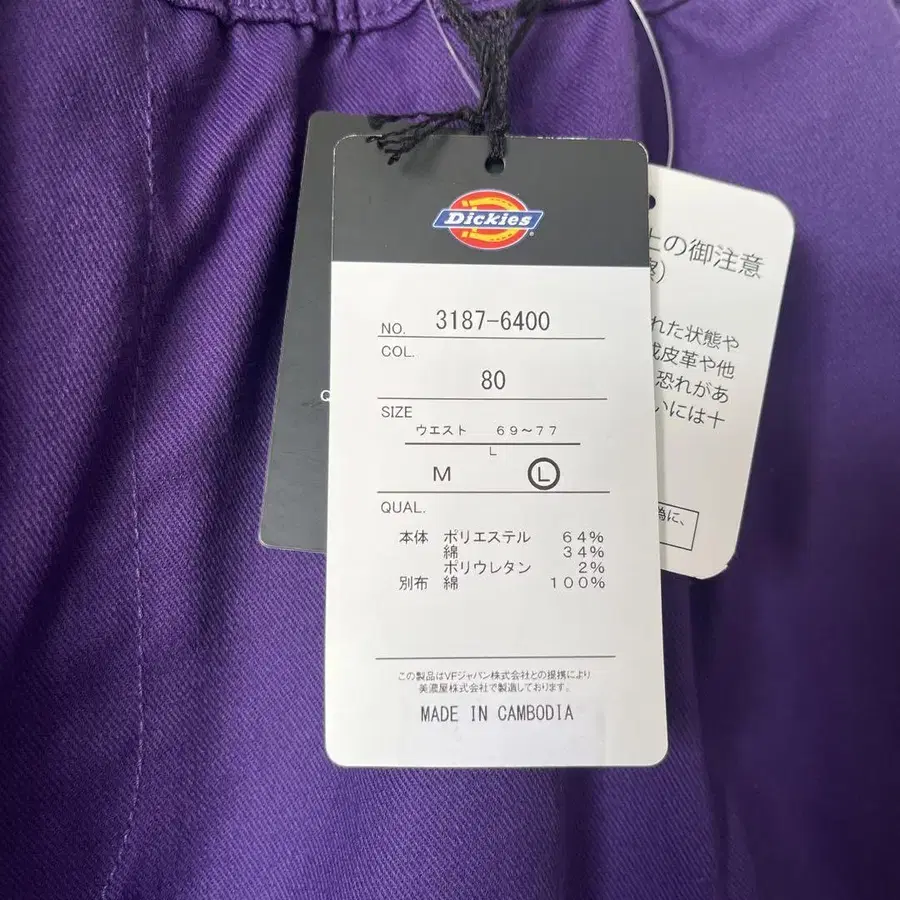 Dickies
NO. 3187-6400
COL.
80
SIZE
ウエスト 69~77
L
M Ⓛ
QUAL.
本体 ポリエステル 64%
綿 34%
ポリウレタン 2%
別布 綿 100%
この製品はVFジャパン株式会社との提携により
美濃屋株式会社で製造しております。
MADE IN CAMBODIA
Q
との御注意
れた状態や
成皮革や他
恐れがあ
いには十
為に、